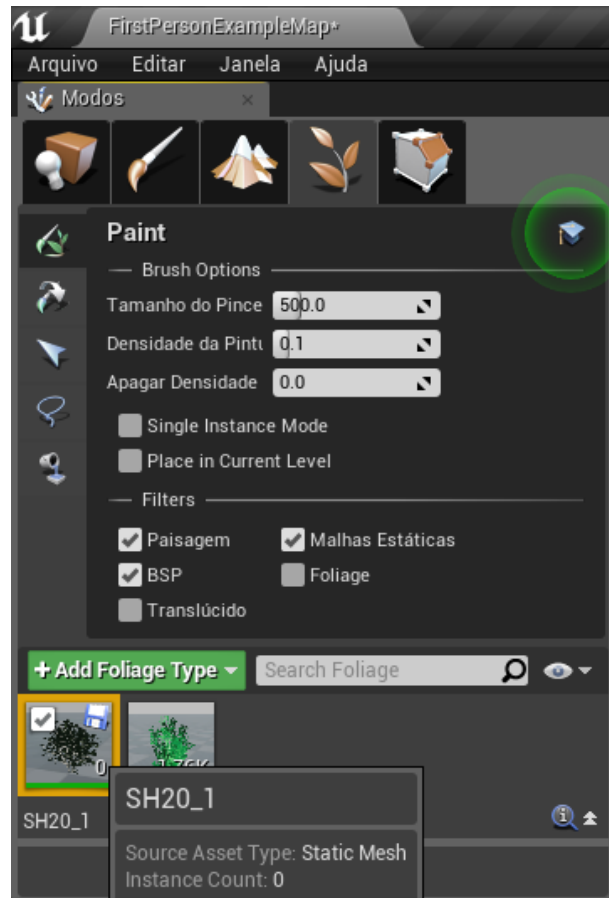 FirstPersonExampleMap*
Arquivo Editar Janela Ajuda
Modos
Paint
Brush Options
Tamanho do Pince 500.0
Densidade da Pintu 0.1
Apagar Densidade 0.0
Single Instance Mode
Place in Current Level
Filters
Paisagem Malhas Estáticas
BSP Foliage
Translúcido
+ Add Foliage Type Search Foliage
0
SH20_1
SH20_1
Source Asset Type: Static Mesh
Instance Count: 0